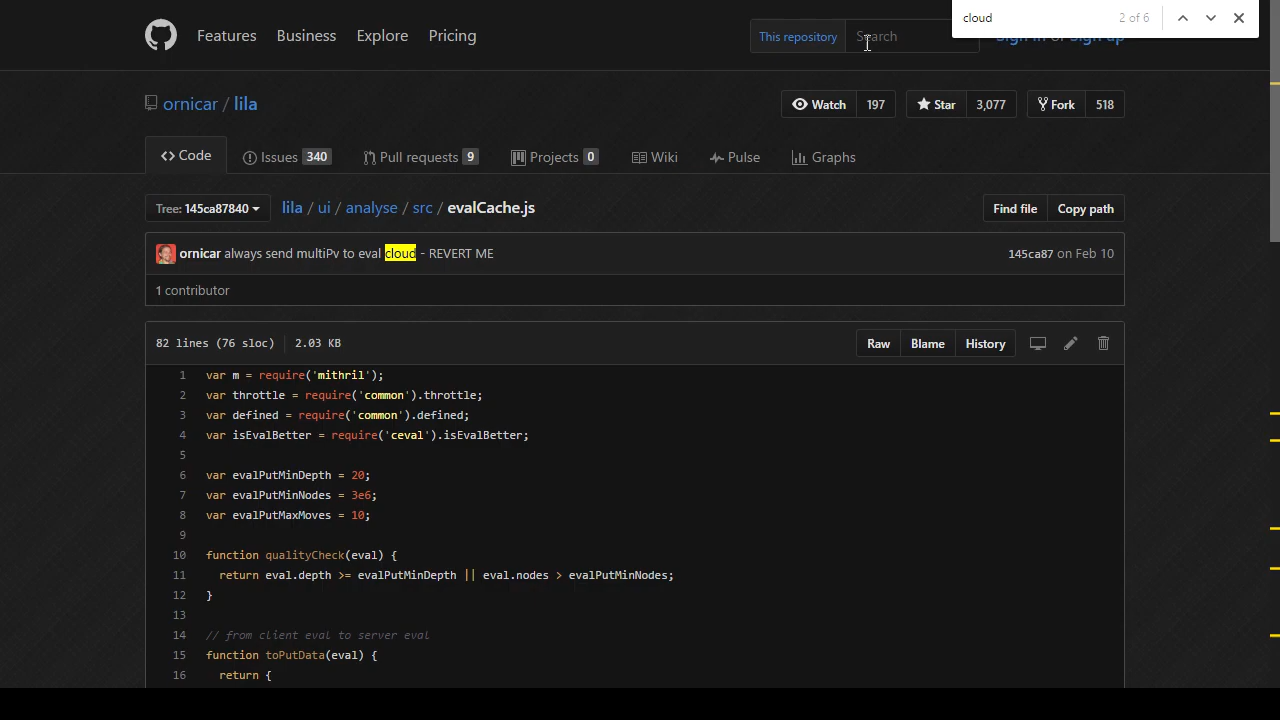 cloud 2 of 6
Features Business Explore Pricing This repository Search Sign in or Sign up
ornicar / lila Watch 197 Star 3,077 Fork 518
Code Issues 340 Pull requests 9 Projects 0 Wiki Pulse Graphs
Tree: 145ca87840 lila / ui / analyse / src / evalCache.js Find file Copy path
ornicar always send multiPv to eval cloud - REVERT ME 145ca87 on Feb 10
1 contributor
82 lines (76 sloc) 2.03 KB Raw Blame History
1 var m = require('mithril');
2 var throttle = require('common').throttle;
3 var defined = require('common').defined;
4 var isEvalBetter = require('ceval').isEvalBetter;
5
6 var evalPutMinDepth = 20;
7 var evalPutMinNodes = 3e6;
8 var evalPutMaxMoves = 10;
9
10 function qualityCheck(eval) {
11 return eval.depth >= evalPutMinDepth || eval.nodes > evalPutMinNodes;
12 }
13
14 // from client eval to server eval
15 function toPutData(eval) {
16 return {